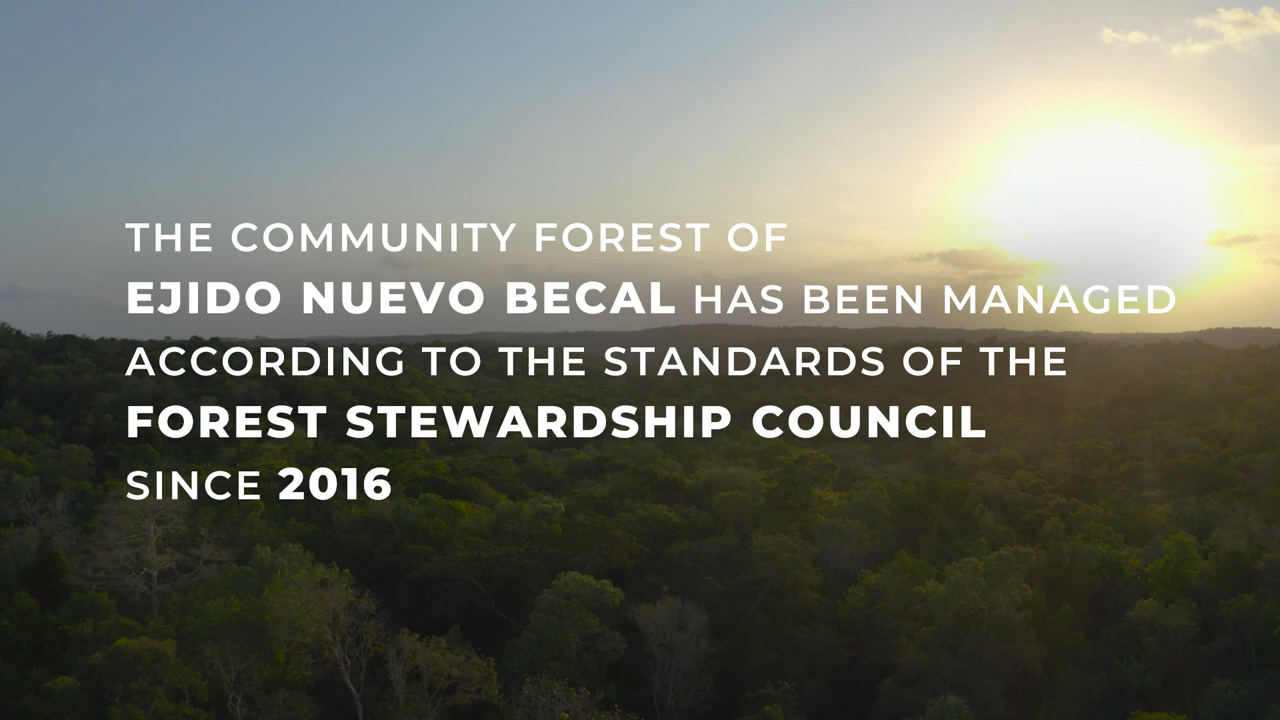 THE COMMUNITY FOREST OF
EJIDO NUEVO BECAL HAS BEEN MANAGED
ACCORDING TO THE STANDARDS OF THE
FOREST STEWARDSHIP COUNCIL
SINCE 2016